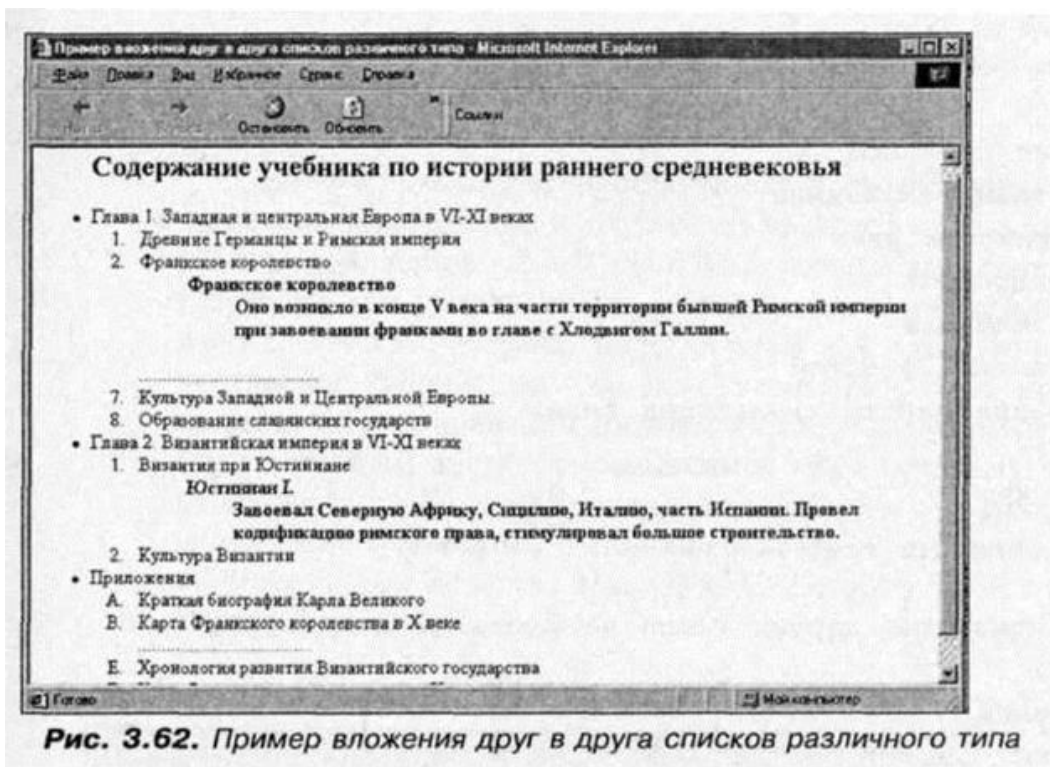 Пример вложения друг в друга списков различного типа - Microsoft Internet Explorer
Файл Правка Вид Избранное Сервис Справка
Остановить Обновить Ссылки
Содержание учебника по истории раннего средневековья
• Глава 1. Западная и центральная Европа в VI-XI веках
1. Древние Германцы и Римская империя
2. Франкское королевство
Франкское королевство
Оно возникло в конце V века на части территории бывшей Римской империи
при завоевании франками во главе с Хлодвигом Галлии.
7. Культура Западной и Центральной Европы.
8. Образование славянских государств
• Глава 2. Византийская империя в VI-XI веках
1. Византия при Юстиниане
Юстиниан I.
Завоевал Северную Африку, Сицилию, Италию, часть Испании. Провел
кодификацию римского права, стимулировал большое строительство.
2. Культура Византии
• Приложения
A. Краткая биография Карла Великого
B. Карта Франкского королевства в X веке
E. Хронология развития Византийского государства
Готово Мой компьютер
Рис. 3.62. Пример вложения друг в друга списков различного типа